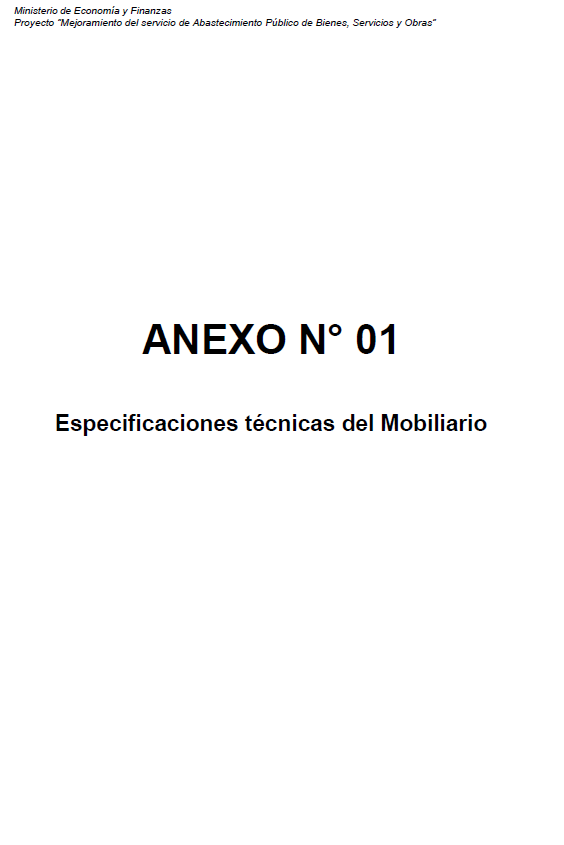 Ministerio de Economía y Finanzas
Proyecto "Mejoramiento del servicio de Abastecimiento Público de Bienes, Servicios y Obras"
ANEXO N° 01
Especificaciones técnicas del Mobiliario